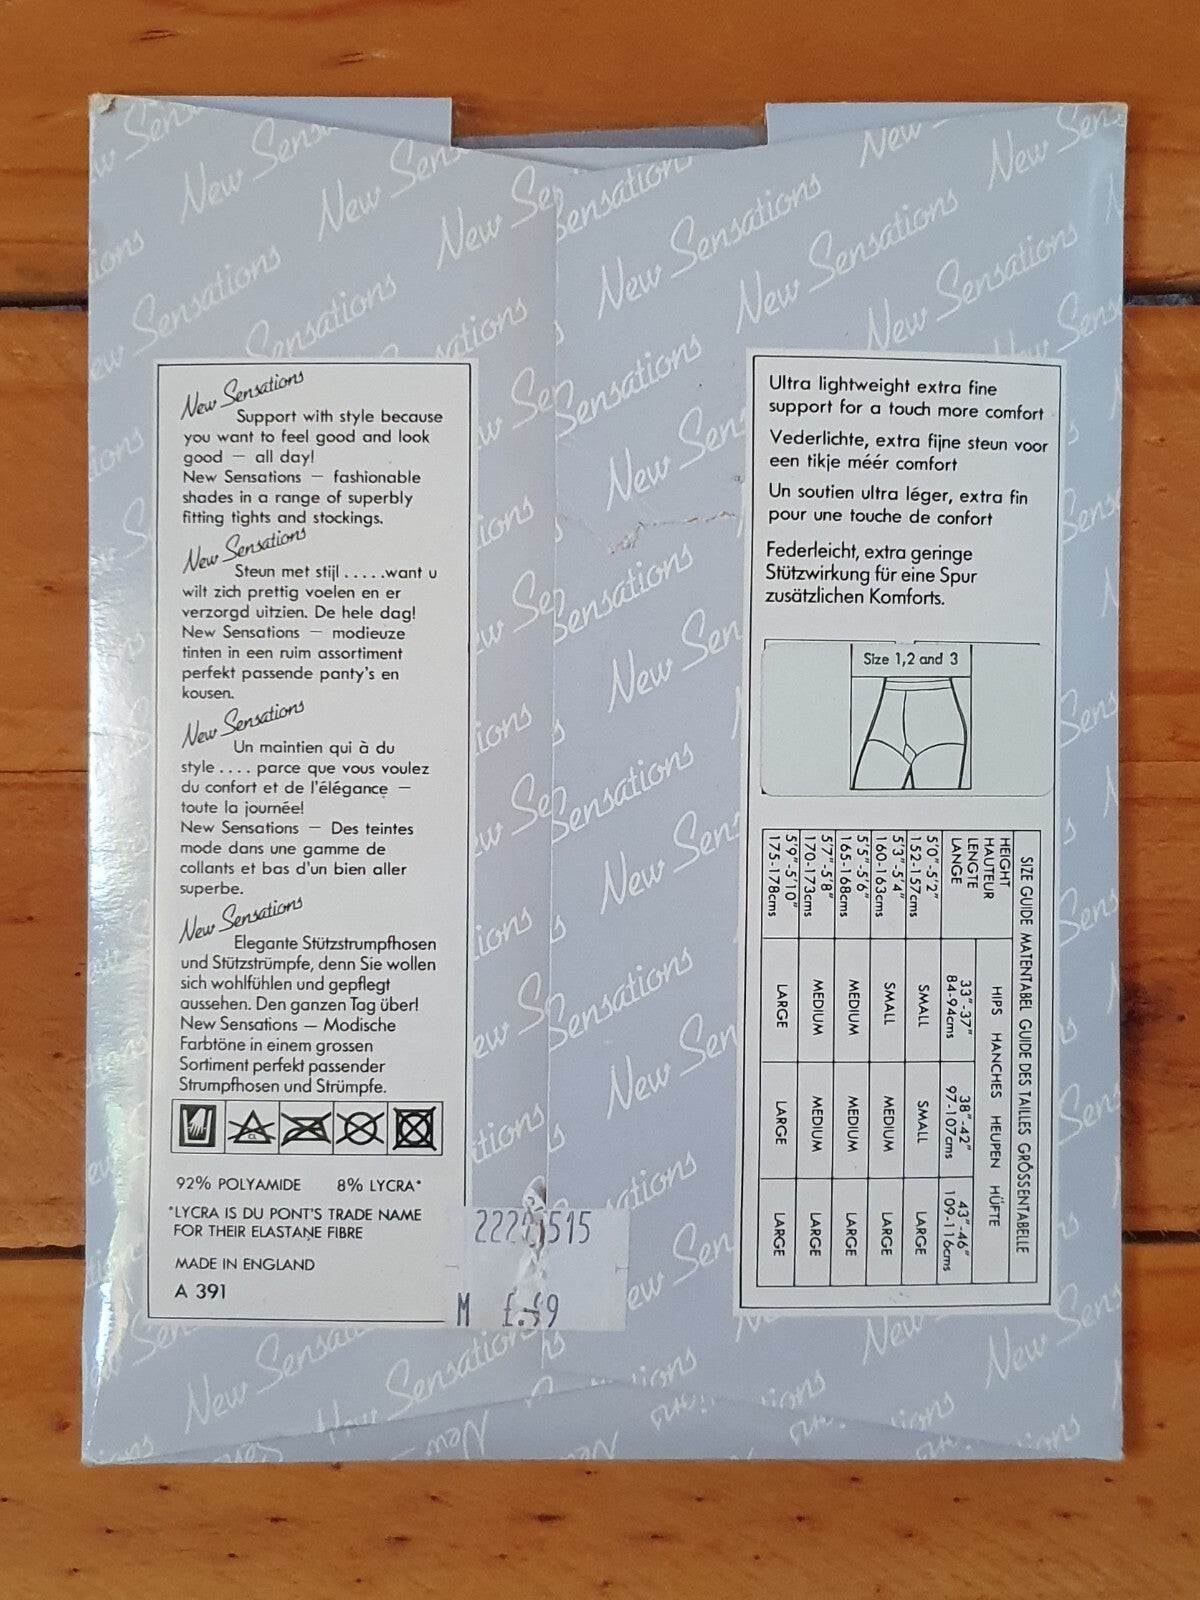 New Sensations
Support with style because
you want to feel good and look
good — all day!
New Sensations — fashionable
shades in a range of superbly
fitting tights and stockings.
New Sensations
Steun met stijl .....want u
wilt zich prettig voelen en er
verzorgd uitzien. De hele dag!
New Sensations — modieuze
tinten in een ruim assortiment
perfekt passende panty's en
kousen.
New Sensations
Un maintien qui à du
style .... parce que vous voulez
du confort et de l'élégance —
toute la journée!
New Sensations — Des teintes
mode dans une gamme de
collants et bas d'un bien aller
superbe.
New Sensations
Elegante Stützstrumpfhosen
und Stützstrümpfe, denn Sie wollen
sich wohlfühlen und gepflegt
aussehen. Den ganzen Tag über!
New Sensations — Modische
Farbtöne in einem grossen
Sortiment perfekt passender
Strumpfhosen und Strümpfe.
CL
92% POLYAMIDE 8% LYCRA*
*LYCRA IS DU PONT'S TRADE NAME
FOR THEIR ELASTANE FIBRE
MADE IN ENGLAND
A 391
M
Ultra lightweight extra fine
support for a touch more comfort
Vederlichte, extra fijne steun voor
een tikje méér comfort
Un soutien ultra léger, extra fin
pour une touche de confort
Federleicht, extra geringe
Stützwirkung für eine Spur
zusätzlichen Komforts.
Size 1,2 and 3
SIZE GUIDE MATENTABEL GUIDE DES TAILLES GRÖSSENTABELLE
HEIGHT HAUTEUR LENGTE LANGE
HIPS HANCHES HEUPEN HÜFTE
33"-37" 84-94cms 38"-42" 97-107cms 43"-46" 109-116cms
5'0"-5'2" 152-157cms SMALL SMALL LARGE
5'3"-5'4" 160-163cms SMALL MEDIUM LARGE
5'5"-5'6" 165-168cms MEDIUM MEDIUM LARGE
5'7"-5'8" 170-173cms MEDIUM MEDIUM LARGE
5'9"-5'10" 175-178cms LARGE LARGE LARGE